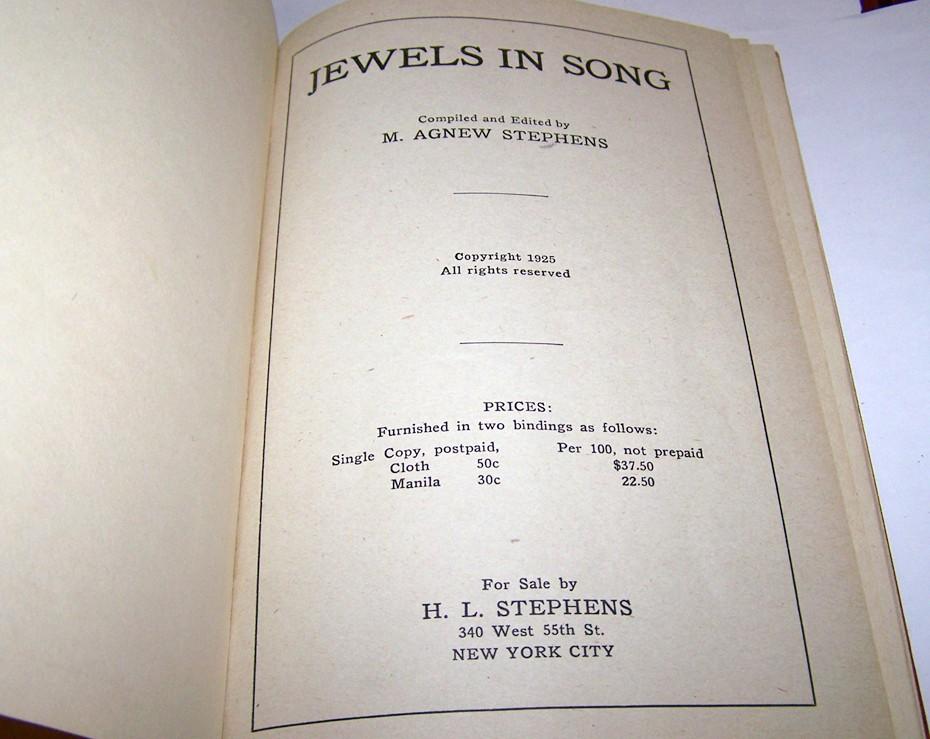 JEWELS IN SONG
Compiled and Edited by
M. AGNEW STEPHENS
Copyright 1925
All rights reserved
PRICES:
Furnished in two bindings as follows:
Single Copy, postpaid, Per 100, not prepaid
Cloth 50c $37.50
Manila 30c 22.50
For Sale by
H. L. STEPHENS
340 West 55th St.
NEW YORK CITY